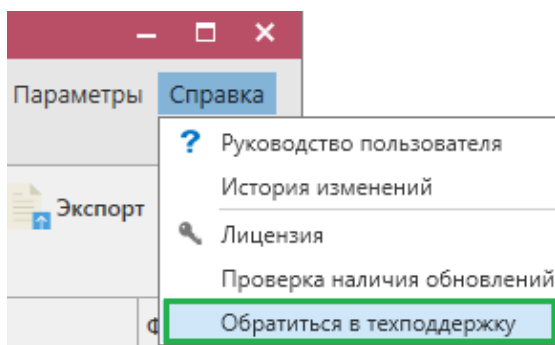 Параметры Справка
Руководство пользователя
История изменений
Экспорт
Лицензия
Проверка наличия обновлений
Обратиться в техподдержку